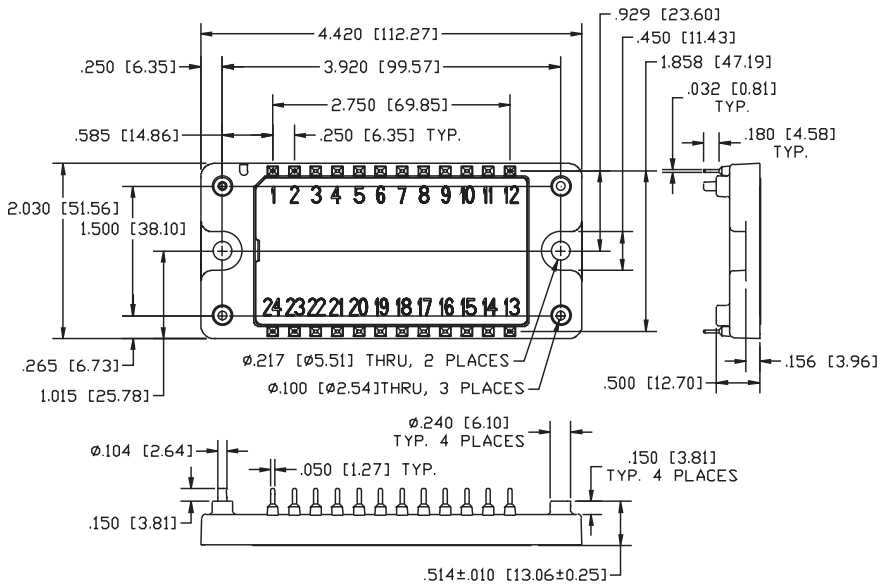 .929 [23.60]
4.420 [112.27]
.450 [11.43]
.250 [6.35]
3.920 [99.57]
1.858 [47.19]
2.750 [69.85]
.032 [0.81]
TYP.
.585 [14.86]
.250 [6.35] TYP.
.180 [4.58]
TYP.
1 2 3 4 5 6 7 8 9 10 11 12
2.030 [51.56]
1.500 [38.10]
24 23 22 21 20 19 18 17 16 15 14 13
.265 [6.73]
Ø.217 [Ø5.51] THRU, 2 PLACES
.156 [3.96]
Ø.100 [Ø2.54]THRU, 3 PLACES
.500 [12.70]
1.015 [25.78]
Ø.240 [6.10]
TYP. 4 PLACES
Ø.104 [2.64]
.050 [1.27] TYP.
.150 [3.81]
TYP. 4 PLACES
.150 [3.81]
.514±.010 [13.06±0.25]